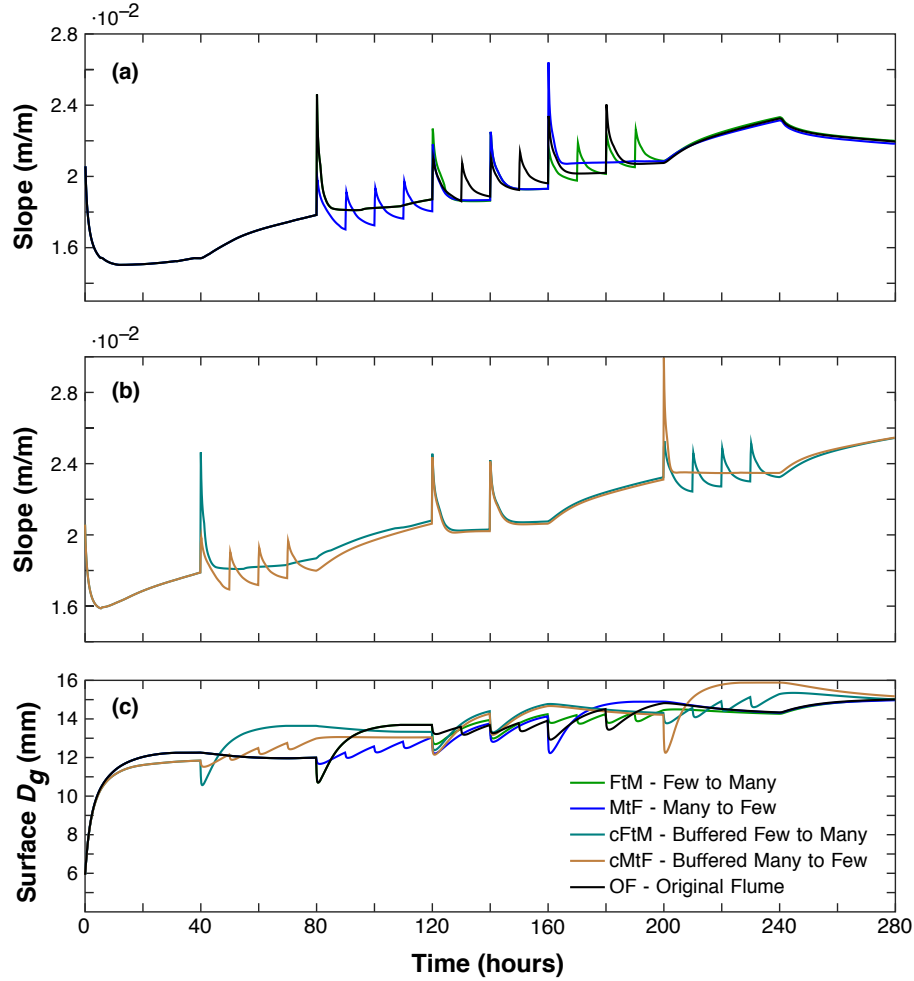 ·10⁻²
2.8
2.4
2
1.6
Slope (m/m)
(a)
·10⁻²
2.8
2.4
2
1.6
Slope (m/m)
(b)
16
14
12
10
8
6
Surface Dg (mm)
(c)
FtM - Few to Many
MtF - Many to Few
cFtM - Buffered Few to Many
cMtF - Buffered Many to Few
OF - Original Flume
0 40 80 120 160 200 240 280
Time (hours)